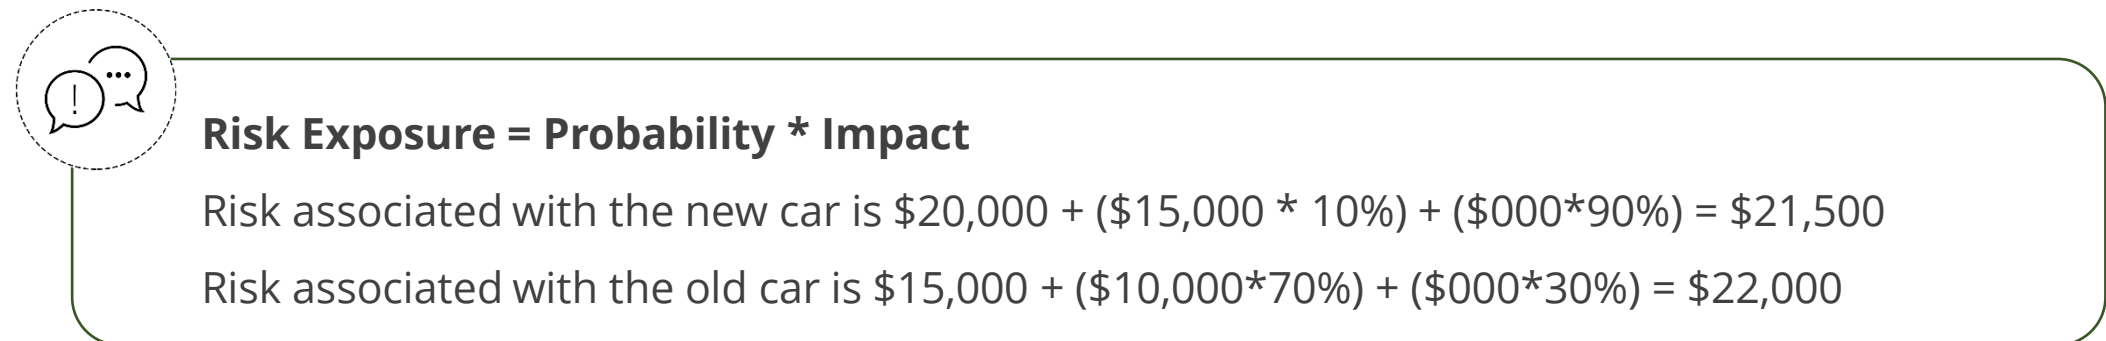 Risk Exposure = Probability * Impact
Risk associated with the new car is $20,000 + ($15,000 * 10%) + ($000*90%) = $21,500
Risk associated with the old car is $15,000 + ($10,000*70%) + ($000*30%) = $22,000